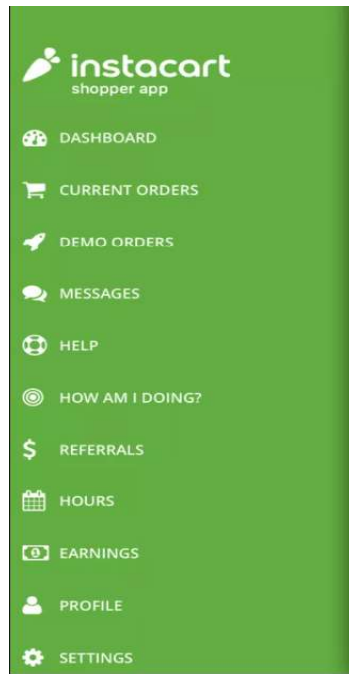 instacart
shopper app
DASHBOARD
CURRENT ORDERS
DEMO ORDERS
MESSAGES
HELP
HOW AM I DOING?
$ REFERRALS
HOURS
EARNINGS
PROFILE
SETTINGS